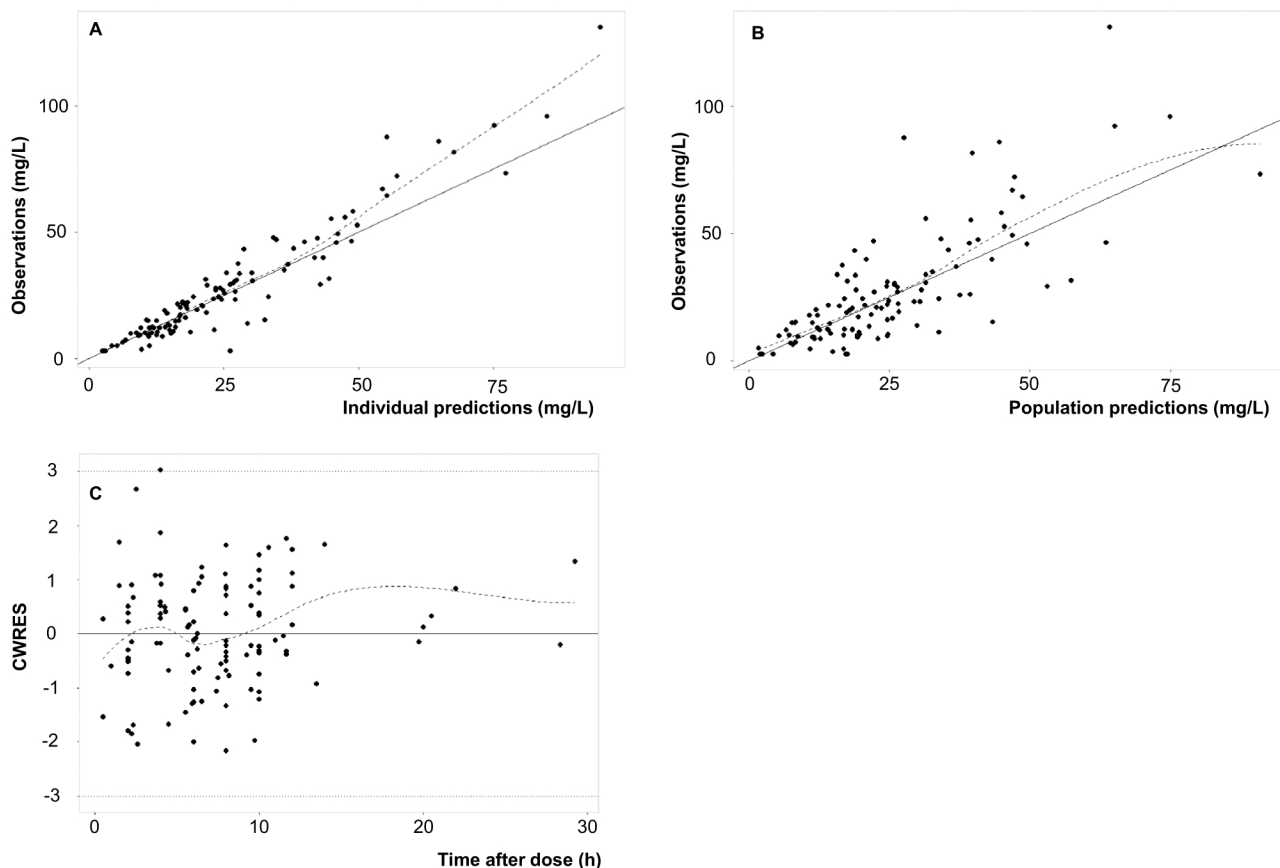 A
Observations (mg/L)
100
50
0
0 25 50 75
Individual predictions (mg/L)
B
Observations (mg/L)
100
50
0
0 25 50 75
Population predictions (mg/L)
C
CWRES
3
2
1
0
-1
-2
-3
0 10 20 30
Time after dose (h)